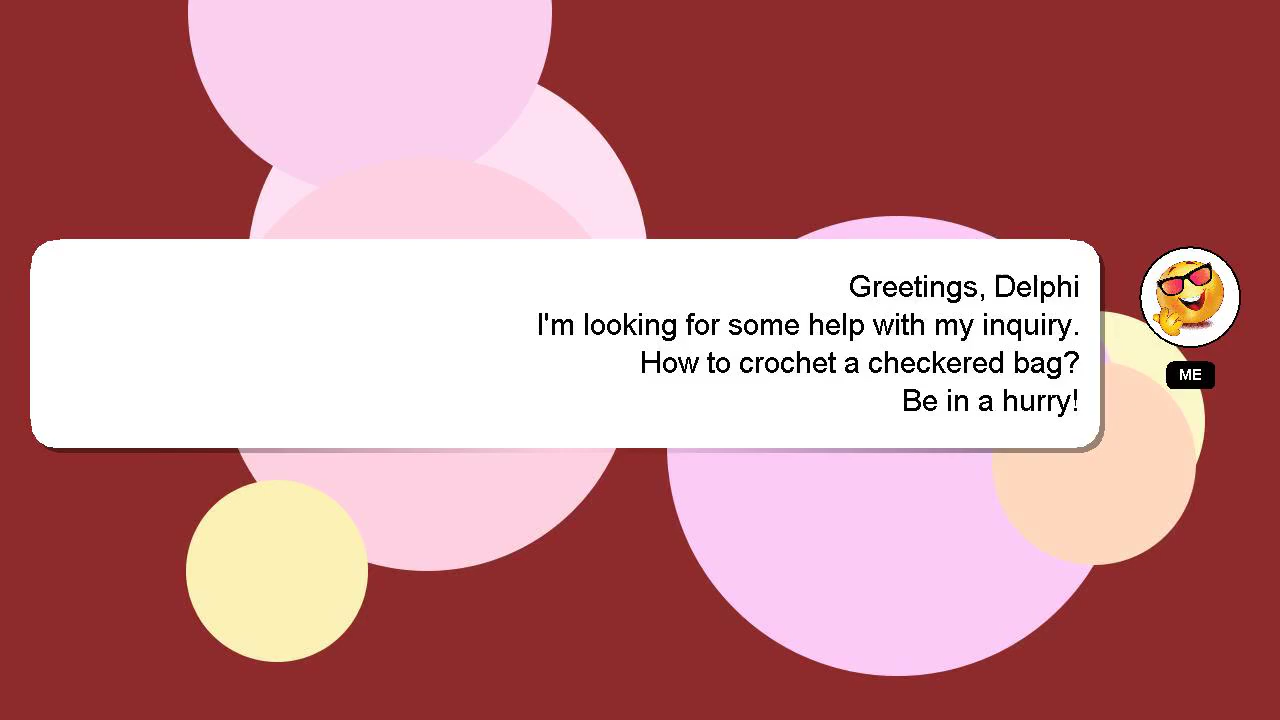 Greetings, Delphi
I'm looking for some help with my inquiry.
How to crochet a checkered bag?
Be in a hurry!
ME